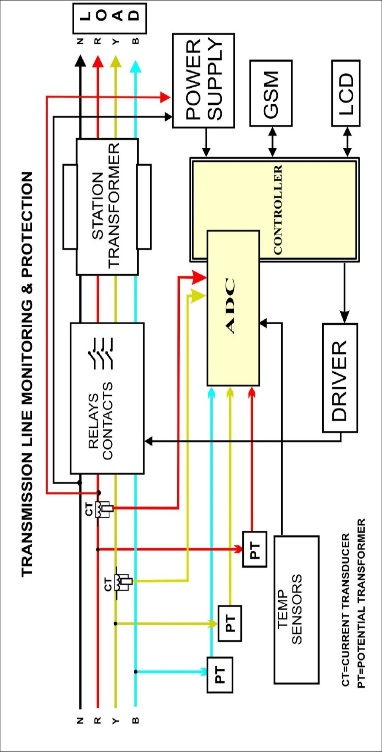 TRANSMISSION LINE MONITORING & PROTECTION
N
R
Y
B
CT
CT
RELAYS
CONTACTS
STATION
TRANSFORMER
N
R
Y
B
LOAD
PT
PT
PT
ADC
CONTROLLER
POWER
SUPPLY
GSM
LCD
TEMP
SENSORS
DRIVER
CT=CURRENT TRANSDUCER
PT=POTENTIAL TRANSFORMER